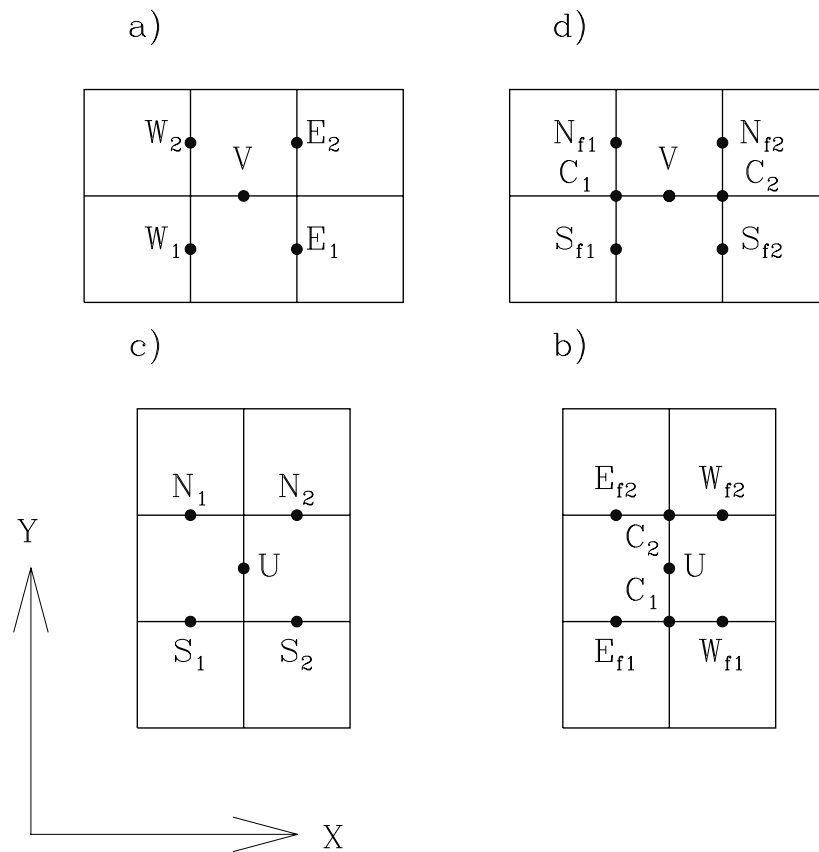 a) d)
W2 E2 Nf1 Nf2
V V
C1 C2
W1 E1 Sf1 Sf2
c) b)
N1 N2 Ef2 Wf2
Y C2
U U
C1
S1 S2 Ef1 Wf1
X